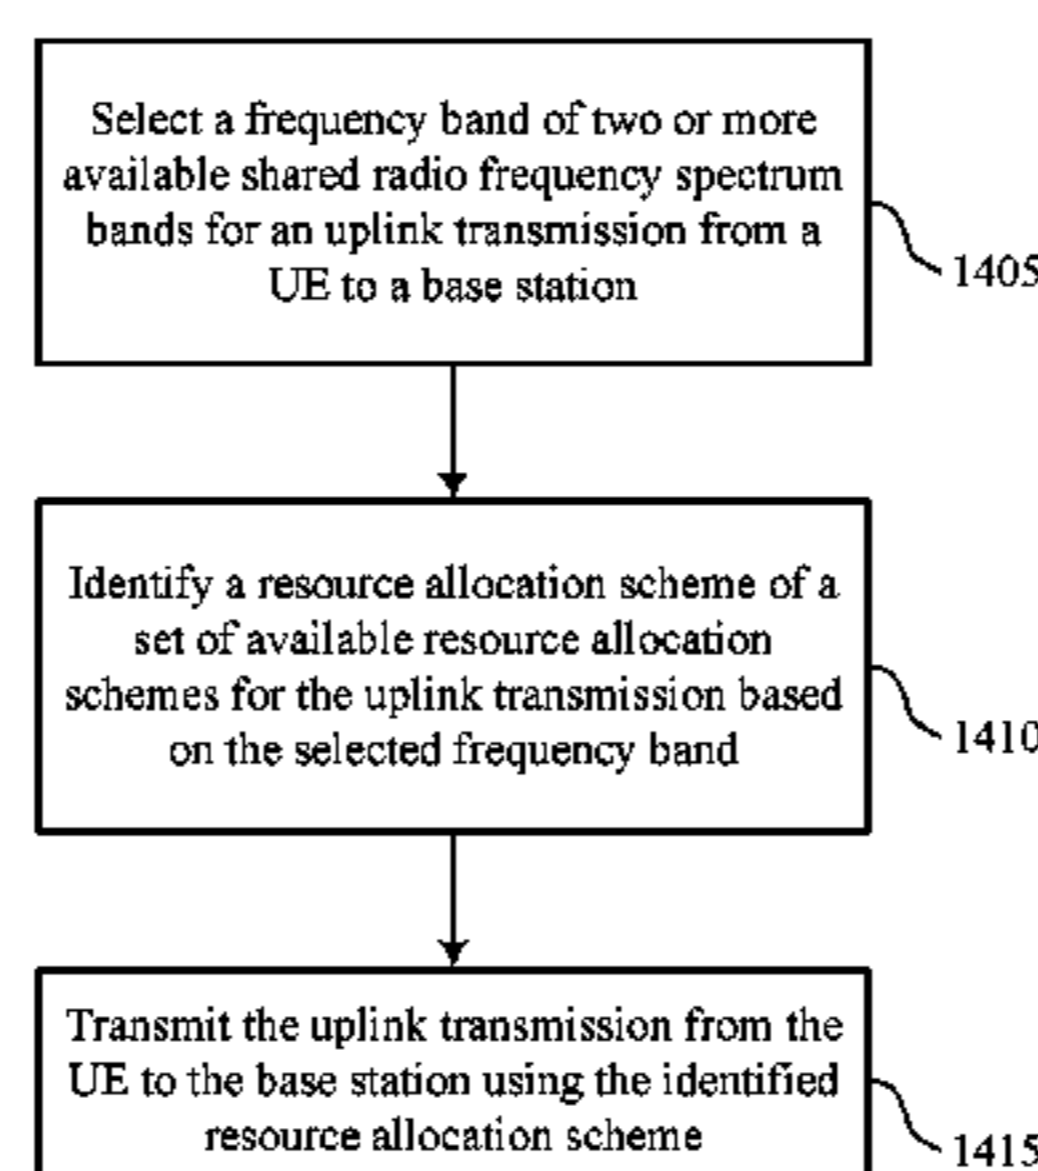 Select a frequency band of two or more
available shared radio frequency spectrum
bands for an uplink transmission from a
UE to a base station
1405
Identify a resource allocation scheme of a
set of available resource allocation
schemes for the uplink transmission based
on the selected frequency band
1410
Transmit the uplink transmission from the
UE to the base station using the identified
resource allocation scheme
1415